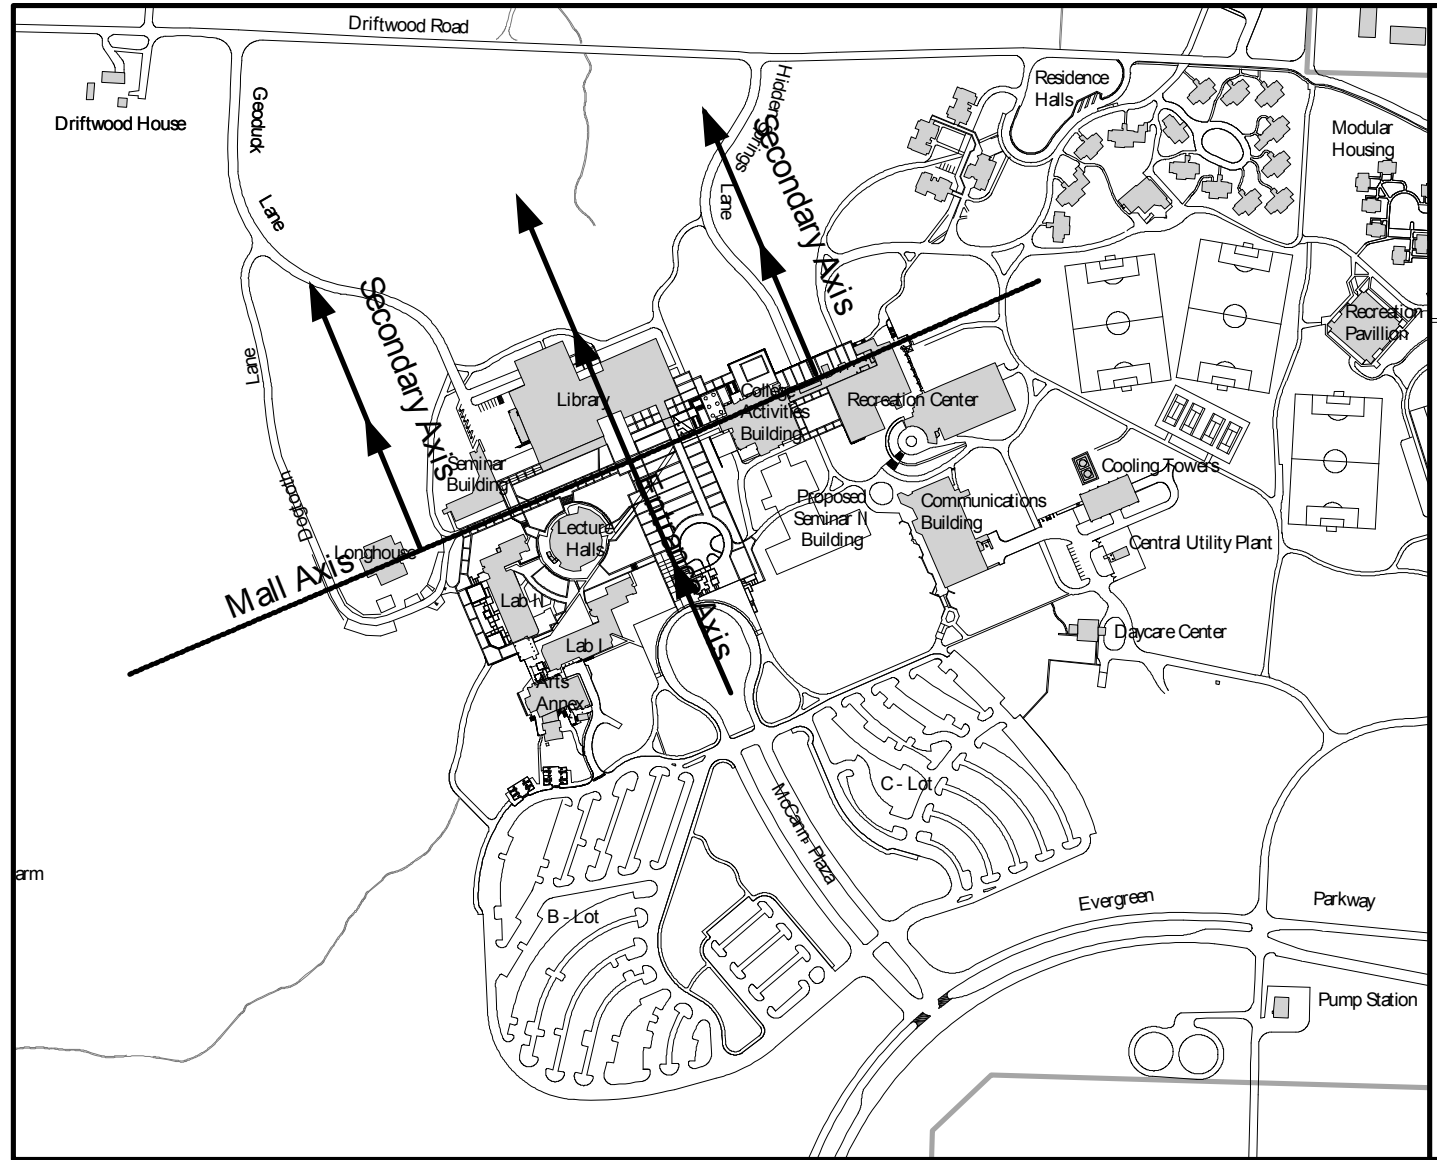 Driftwood Road
Driftwood House
Geoduck
Lane
Hidden Springs
Lane
Residence
Halls
Modular
Housing
Secondary Axis
Secondary Axis
Lane
Dogtooth
Library
College
Activities
Building
Recreation Center
Recreation
Pavillion
Seminar
Building
Longhouse
Mall Axis
Lecture
Halls
Entrance Axis
Proposed
Seminar II
Building
Communications
Building
Cooling Towers
Central Utility Plant
Lab II
Lab I
Arts
Annex
Daycare Center
McCann Plaza
C - Lot
B - Lot
arm
Evergreen
Parkway
Pump Station